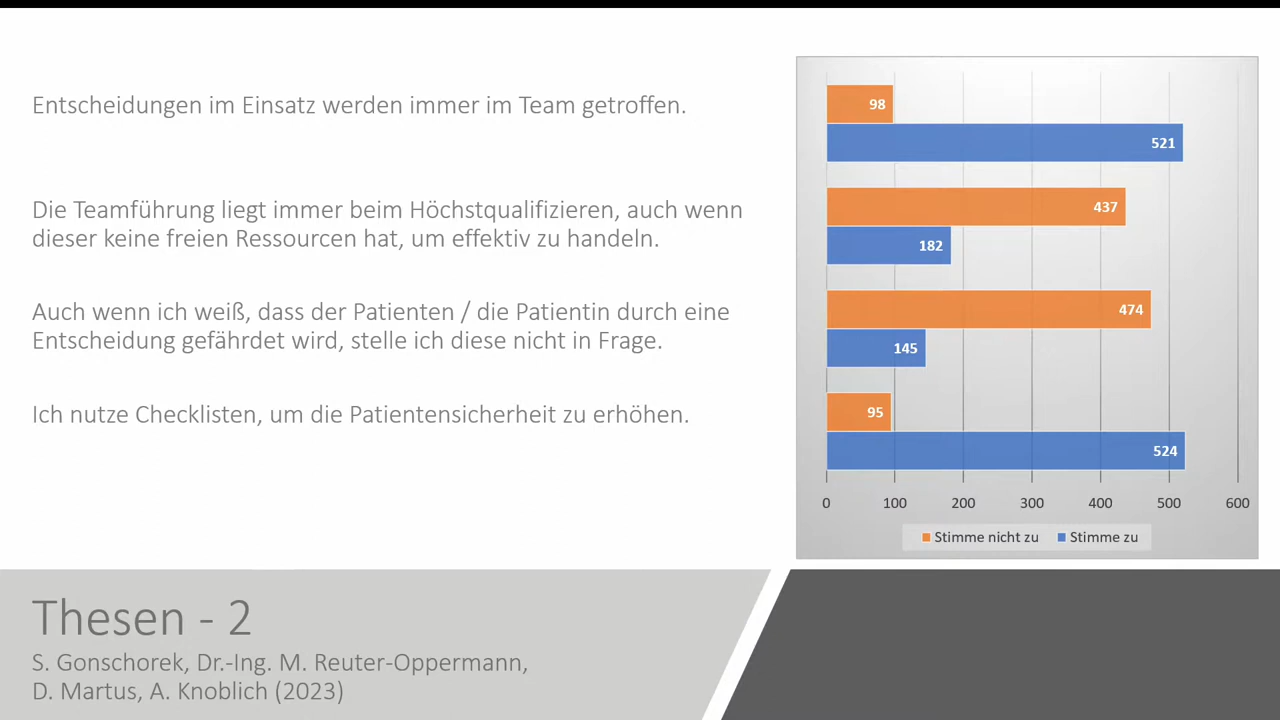 Entscheidungen im Einsatz werden immer im Team getroffen.
Die Teamführung liegt immer beim Höchstqualifizieren, auch wenn
dieser keine freien Ressourcen hat, um effektiv zu handeln.
Auch wenn ich weiß, dass der Patienten / die Patientin durch eine
Entscheidung gefährdet wird, stelle ich diese nicht in Frage.
Ich nutze Checklisten, um die Patientensicherheit zu erhöhen.
98
521
437
182
474
145
95
524
0 100 200 300 400 500 600
Stimme nicht zu Stimme zu
Thesen - 2
S. Gonschorek, Dr.-Ing. M. Reuter-Oppermann,
D. Martus, A. Knoblich (2023)